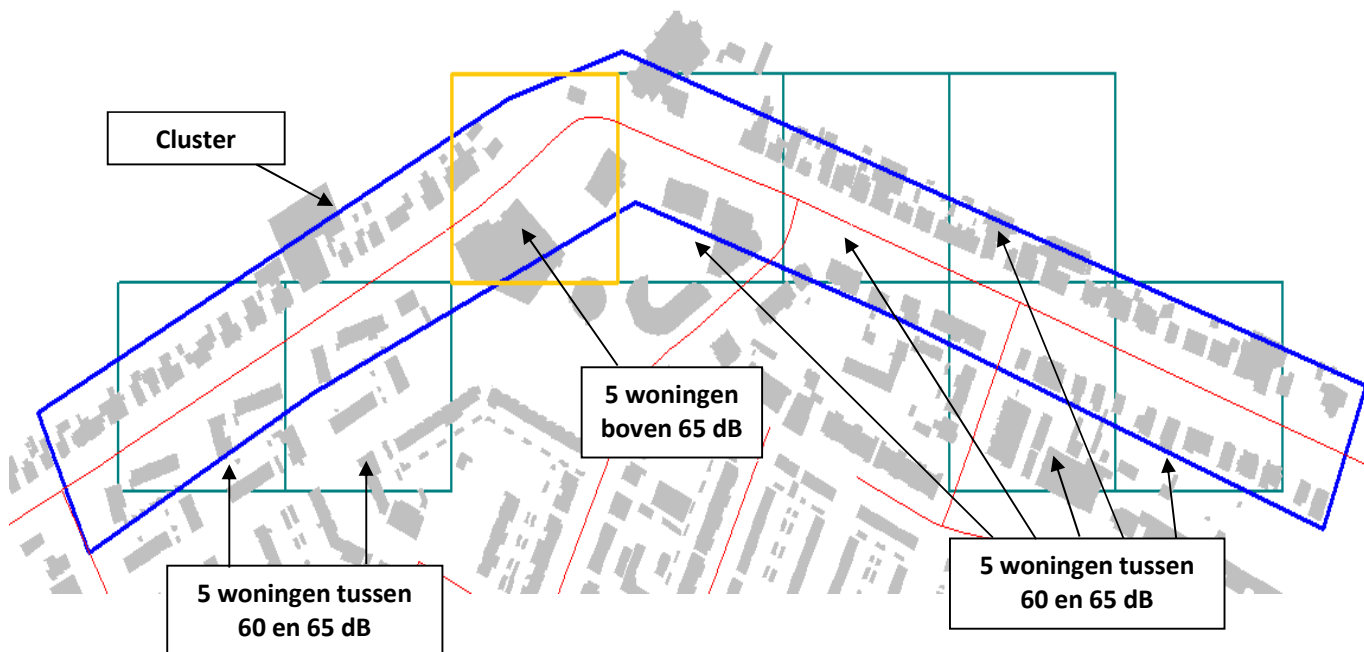 Cluster
5 woningen
boven 65 dB
5 woningen tussen
60 en 65 dB
5 woningen tussen
60 en 65 dB